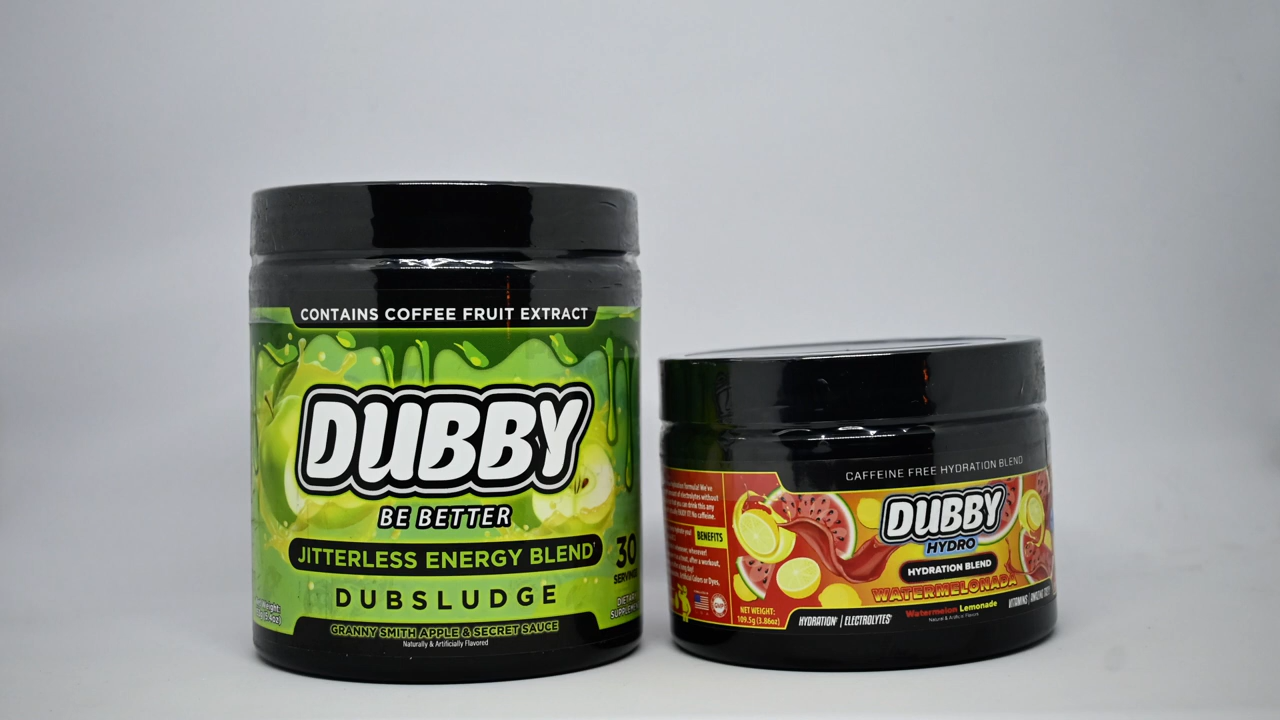 CONTAINS COFFEE FRUIT EXTRACT
DUBBY
BE BETTER
JITTERLESS ENERGY BLEND
30
DUBSLUDGE
GRANNY SMITH APPLE & SECRET SAUCE
Naturally & Artificially Flavored
CAFFEINE FREE HYDRATION BLEND
DUBBY
HYDRO
HYDRATION BLEND
WATERMELONADA
Watermelon Lemonade
Natural & Artificial Flavors
HYDRATION | ELECTROLYTES
BENEFITS
NET WEIGHT:
109.5g (3.86oz)